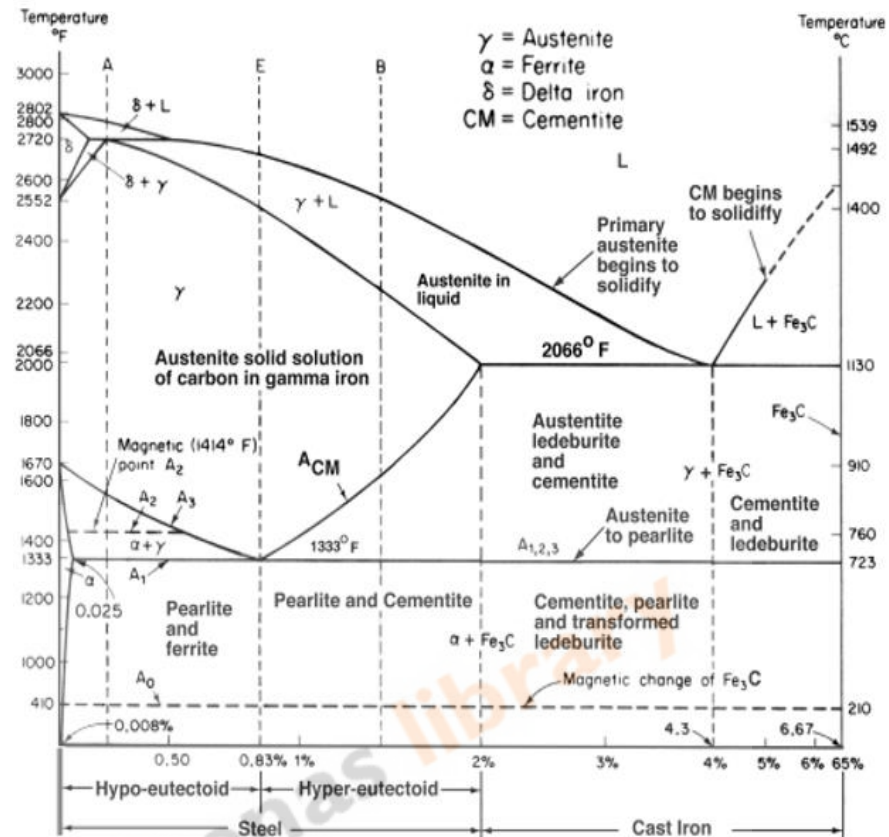 Temperature
°F
Temperature
°C
γ = Austenite
α = Ferrite
δ = Delta iron
CM = Cementite
A
E
B
3000
2802
2800
2720
2600
2552
2400
2200
2066
2000
1800
1670
1600
1400
1333
1200
1000
410
1539
1492
1400
1130
910
760
723
210
δ + L
δ
δ + γ
γ + L
L
CM begins
to solidiffy
Primary
austenite
begins to
solidify
Austenite in
liquid
γ
L + Fe₃C
2066° F
Austenite solid solution
of carbon in gamma iron
Austentite
ledeburite
and
cementite
Fe₃C
γ + Fe₃C
Cementite
and
ledeburite
Magnetic (1414° F)
point A₂
A₂
A₃
ACM
α+γ
1333° F
A₁,₂,₃
Austenite
to pearlite
A₁
α
0.025
Pearlite
and
ferrite
Pearlite and Cementite
Cementite, pearlite
and transformed
ledeburite
α + Fe₃C
A₀
Magnetic change of Fe₃C
0,008%
4.3
6,67
0.50
0,83%
1%
2%
3%
4%
5%
6%
65%
Hypo-eutectoid
Hyper-eutectoid
Steel
Cast Iron
library